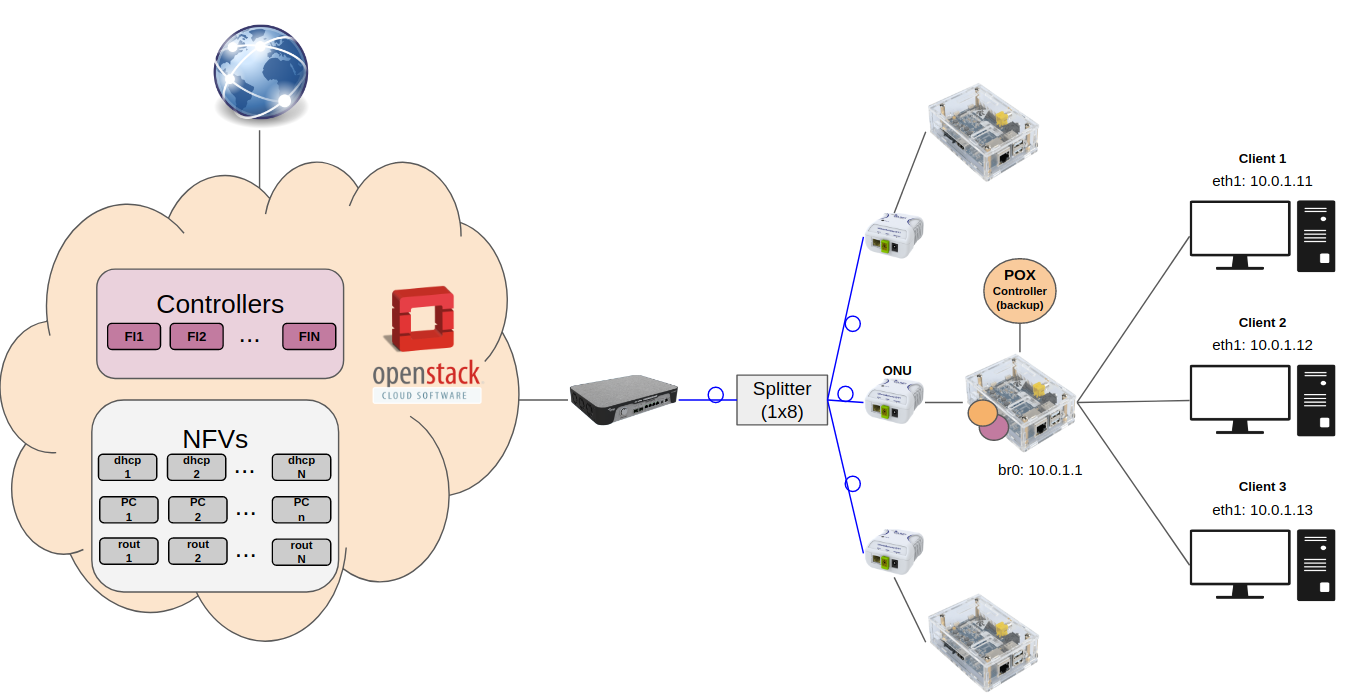 Controllers
FI1
FI2
...
FIN
openstack
CLOUD SOFTWARE
NFVs
dhcp
1
dhcp
2
...
dhcp
N
PC
1
PC
2
...
PC
n
rout
1
rout
2
...
rout
N
Splitter
(1x8)
ONU
POX
Controller
(backup)
br0: 10.0.1.1
Client 1
eth1: 10.0.1.11
Client 2
eth1: 10.0.1.12
Client 3
eth1: 10.0.1.13